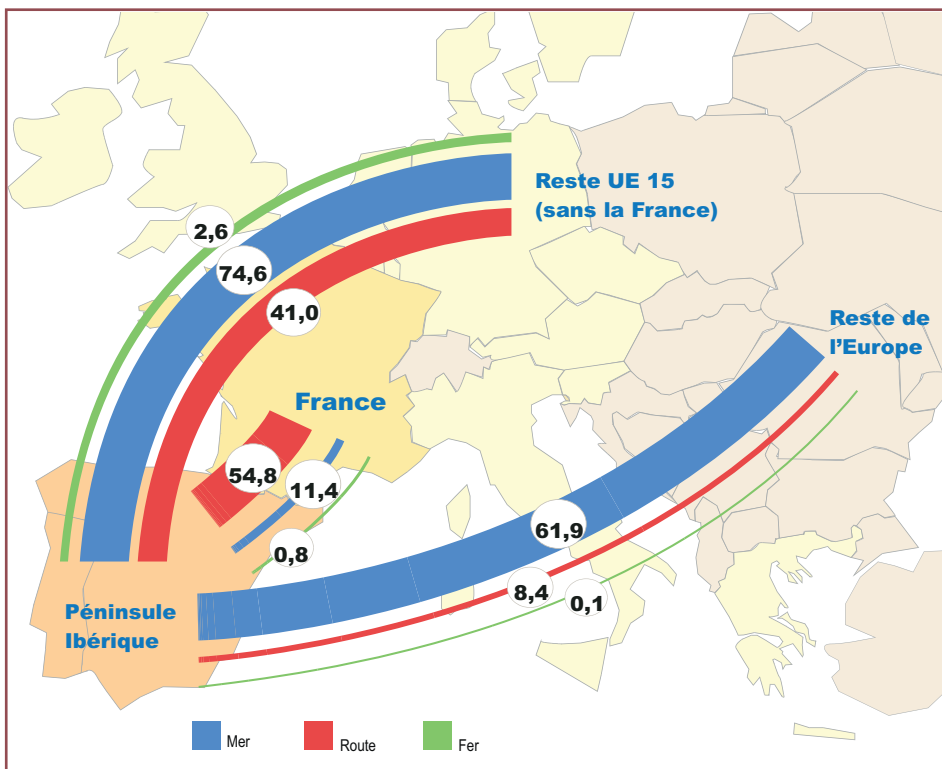 Reste UE 15
(sans la France)
2,6
74,6
41,0
Reste de
l'Europe
France
54,8
11,4
61,9
0,8
8,4
0,1
Péninsule
Ibérique
Mer
Route
Fer